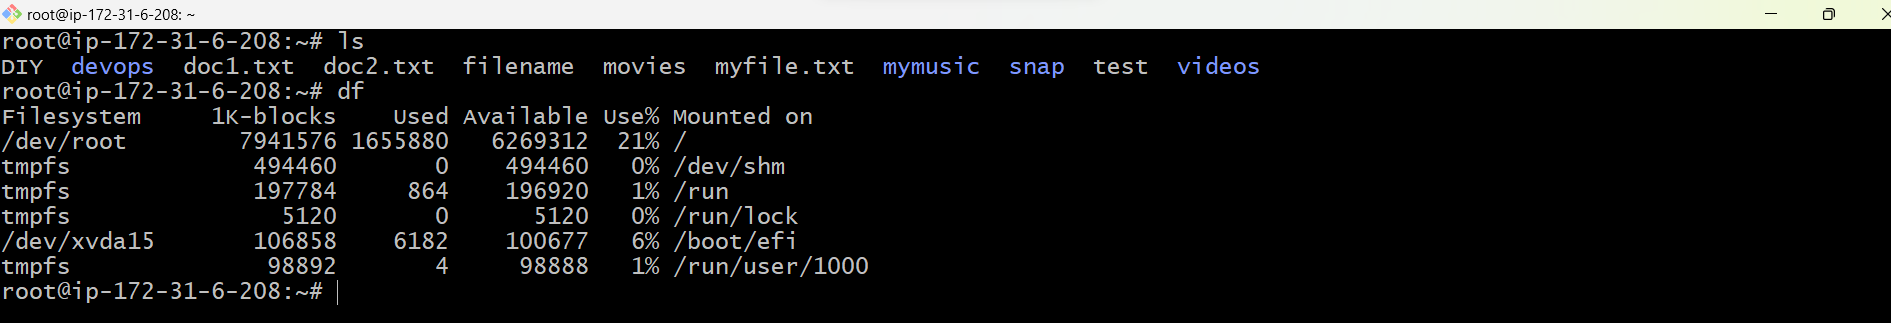 root@ip-172-31-6-208: ~
root@ip-172-31-6-208:~# ls
DIY  devops  doc1.txt  doc2.txt  filename  movies  myfile.txt  mymusic  snap  test  videos
root@ip-172-31-6-208:~# df
Filesystem     1K-blocks    Used Available Use% Mounted on
/dev/root        7941576 1655880   6269312  21% /
tmpfs             494460       0    494460   0% /dev/shm
tmpfs             197784     864    196920   1% /run
tmpfs               5120       0      5120   0% /run/lock
/dev/xvda15       106858    6182    100677   6% /boot/efi
tmpfs              98892       4     98888   1% /run/user/1000
root@ip-172-31-6-208:~#